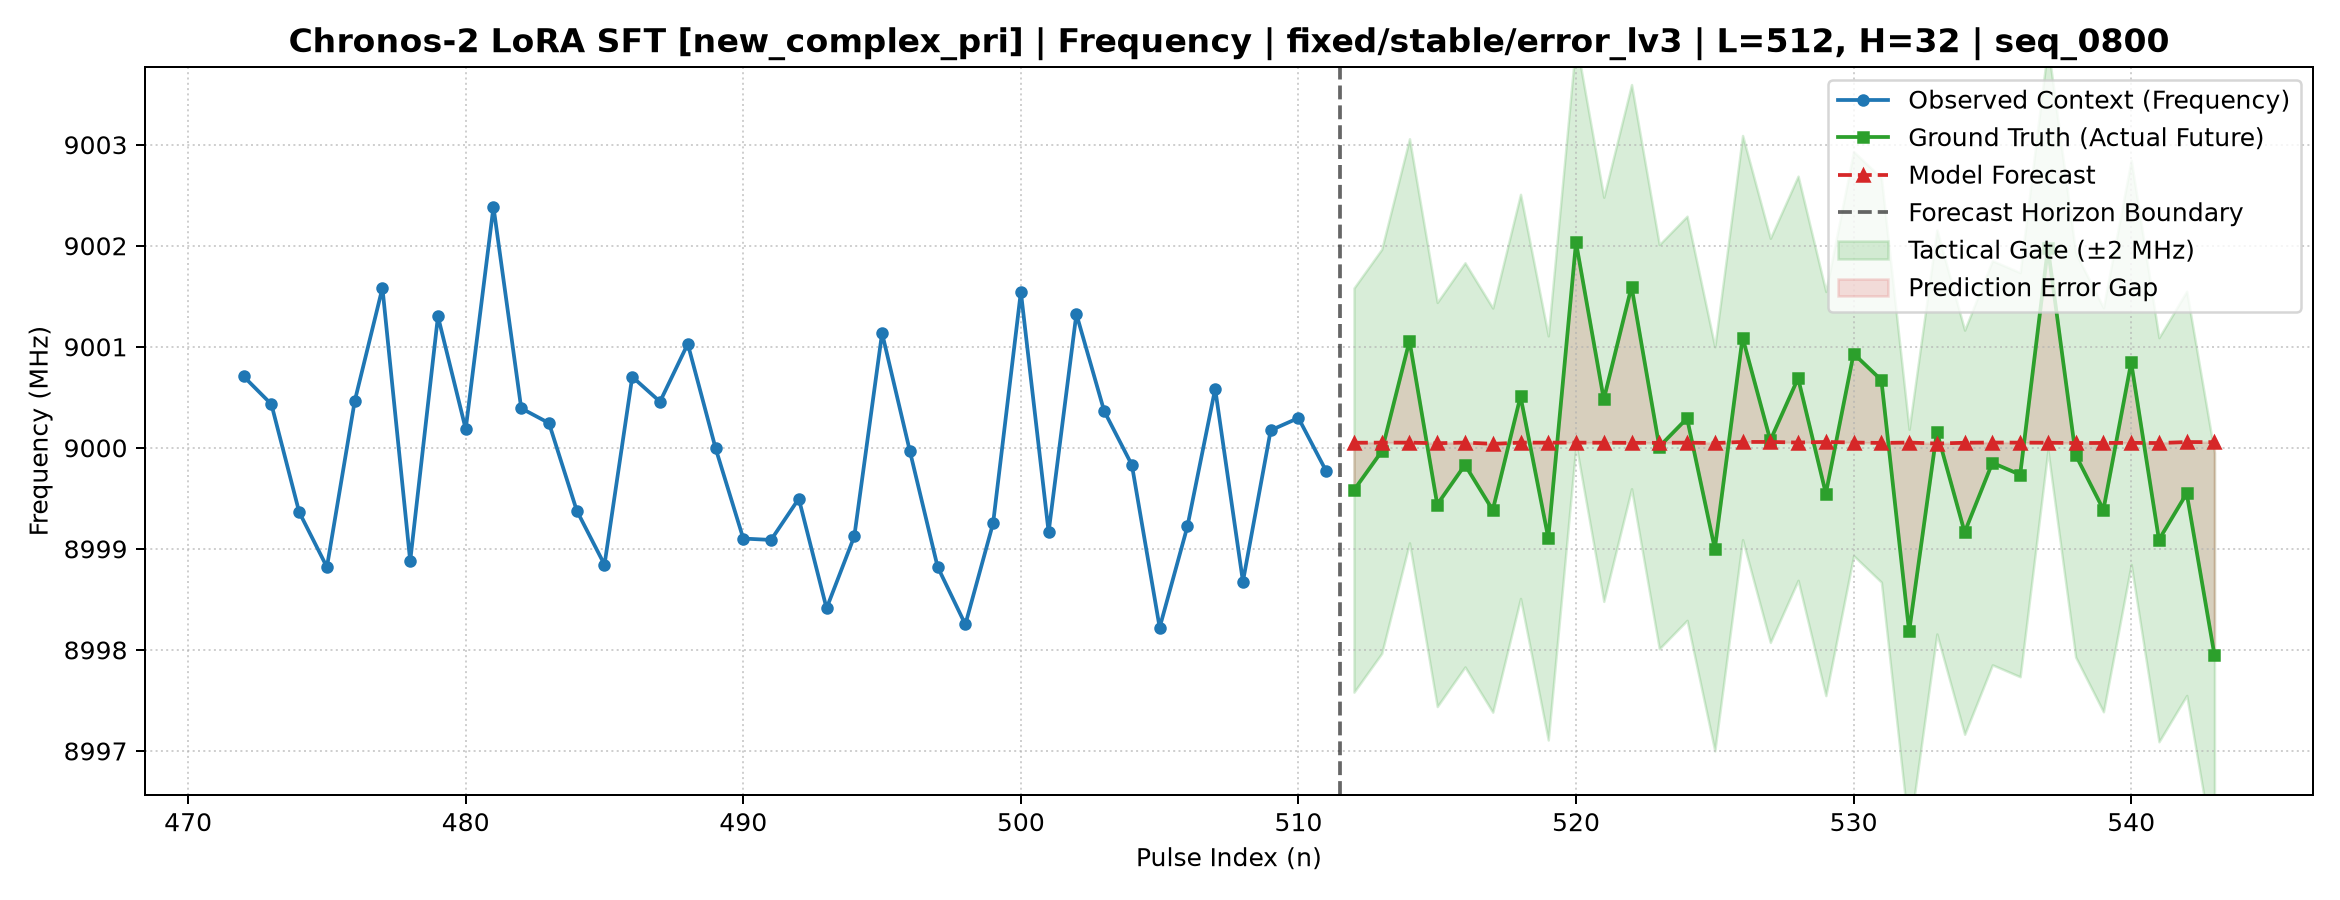 Chronos-2 LoRA SFT [new_complex_pri] | Frequency | fixed/stable/error_lv3 | L=512, H=32 | seq_0800
Observed Context (Frequency)
Ground Truth (Actual Future)
Model Forecast
Forecast Horizon Boundary
Tactical Gate (±2 MHz)
Prediction Error Gap
Frequency (MHz)
9003
9002
9001
9000
8999
8998
8997
470 480 490 500 510 520 530 540
Pulse Index (n)